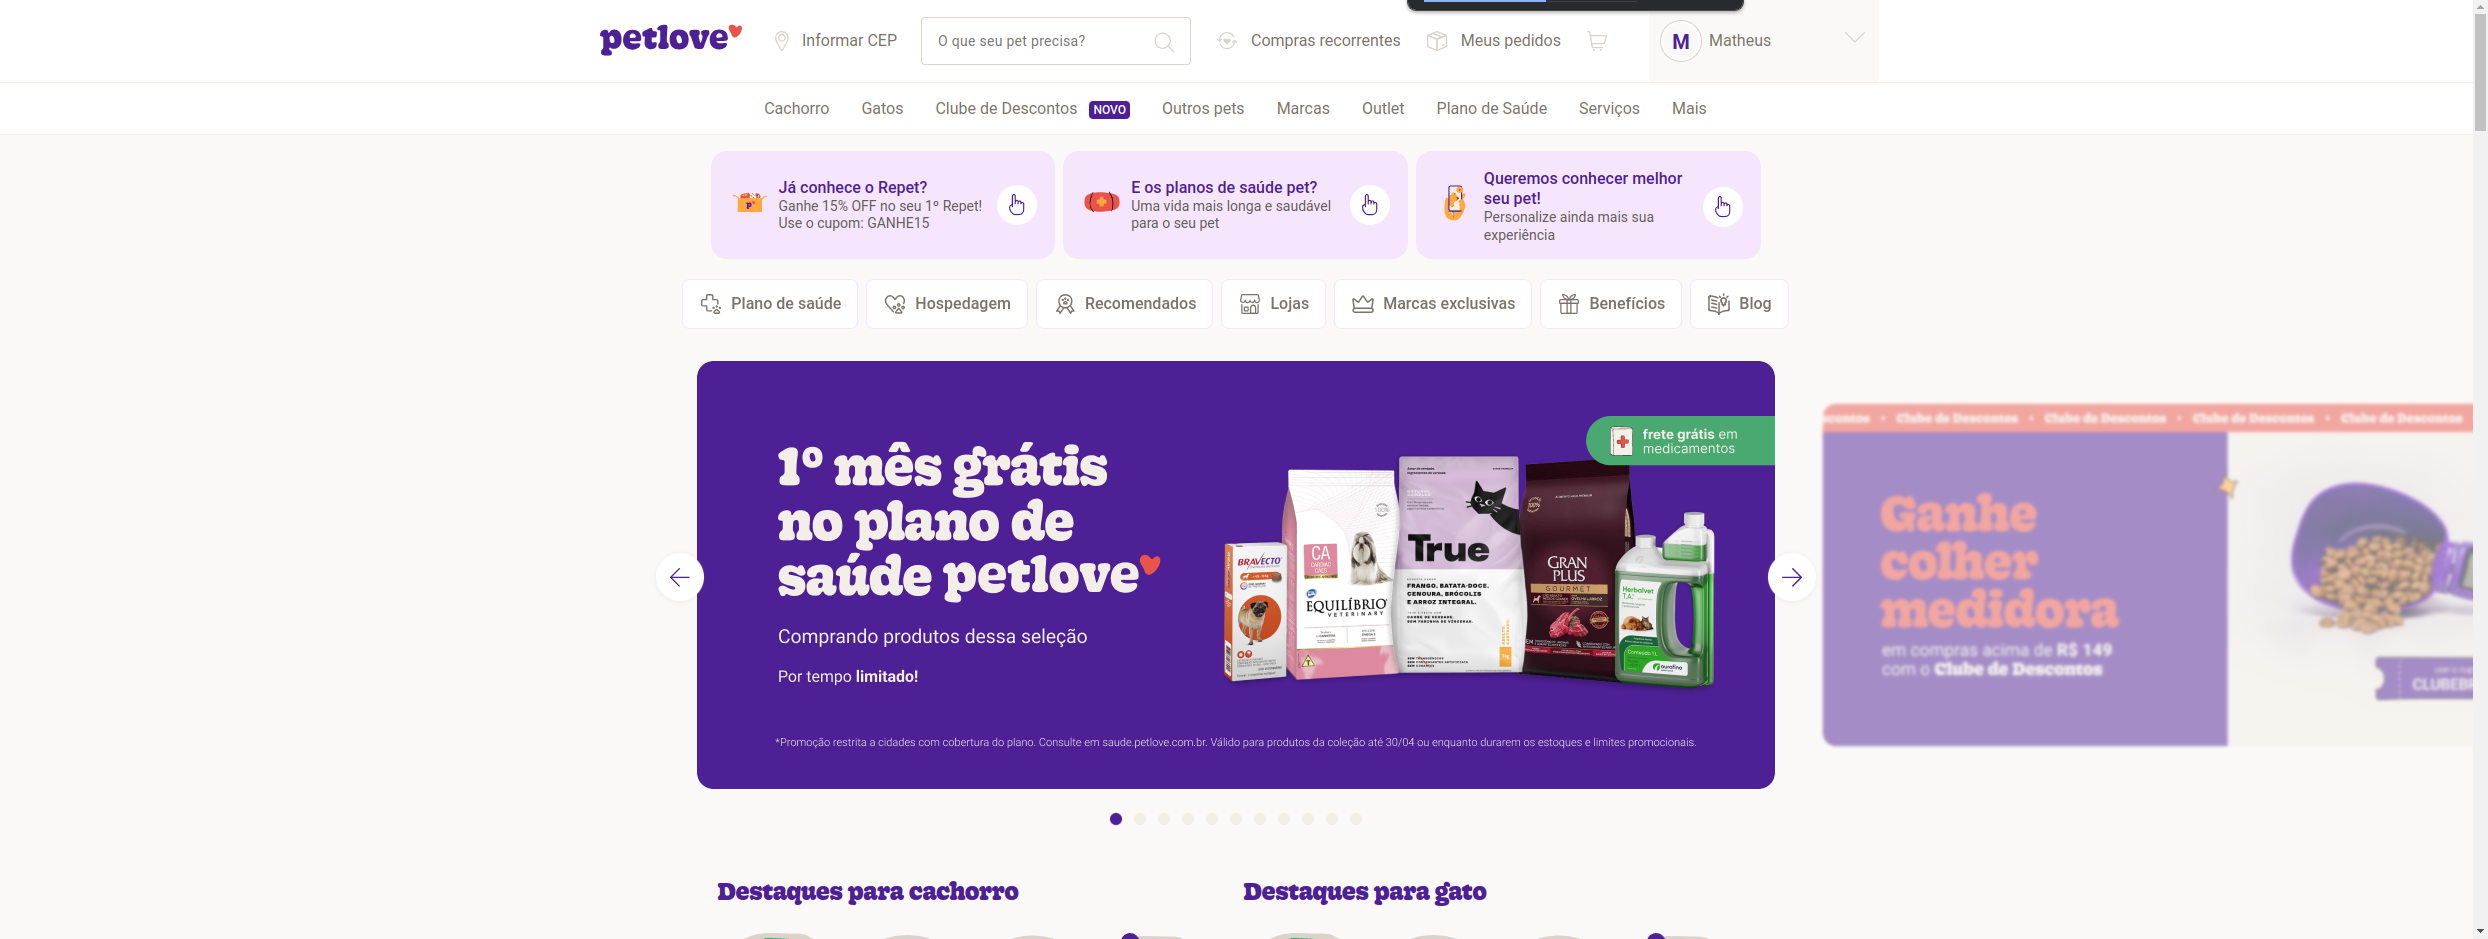 petlove
Informar CEP
O que seu pet precisa?
Compras recorrentes
Meus pedidos
M
Matheus
Cachorro
Gatos
Clube de Descontos NOVO
Outros pets
Marcas
Outlet
Plano de Saúde
Serviços
Mais
Já conhece o Repet?
Ganhe 15% OFF no seu 1º Repet!
Use o cupom: GANHE15
E os planos de saúde pet?
Uma vida mais longa e saudável
para o seu pet
Queremos conhecer melhor
seu pet!
Personalize ainda mais sua
experiência
Plano de saúde
Hospedagem
Recomendados
Lojas
Marcas exclusivas
Benefícios
Blog
1º mês grátis
no plano de
saúde petlove
Comprando produtos dessa seleção
Por tempo limitado!
frete grátis em
medicamentos
BRAVECTO
CA
EQUILÍBRIO
VETERINARY
True
FRANGO, BATATA-DOCE,
CENOURA, BRÓCOLIS
E ARROZ INTEGRAL.
GRAN
PLUS
GOURMET
Herbalvet
T.A.
Conteúdo 1 L
ourofino
*Promoção restrita a cidades com cobertura do plano. Consulte em saude.petlove.com.br. Válido para produtos da coleção até 30/04 ou enquanto durarem os estoques e limites promocionais.
Clube de Descontos • Clube de Descontos • Clube de Descontos • Clube de Descontos
Ganhe
colher
medidora
em compras acima de R$ 149
com o Clube de Descontos
CLUBEB
Destaques para cachorro
Destaques para gato